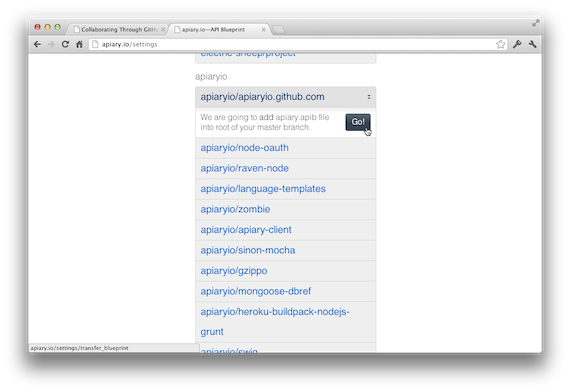 Collaborating Through GitHu
apiary.io—API Blueprint
apiary.io/settings
electric-sheep/project
apiaryio
apiaryio/apiaryio.github.com
We are going to add apiary.apib file
into root of your master branch.
Go!
apiaryio/node-oauth
apiaryio/raven-node
apiaryio/language-templates
apiaryio/zombie
apiaryio/apiary-client
apiaryio/sinon-mocha
apiaryio/gzippo
apiaryio/mongoose-dbref
apiaryio/heroku-buildpack-nodejs-
grunt
apiaryio/swig
apiary.io/settings/transfer_blueprint